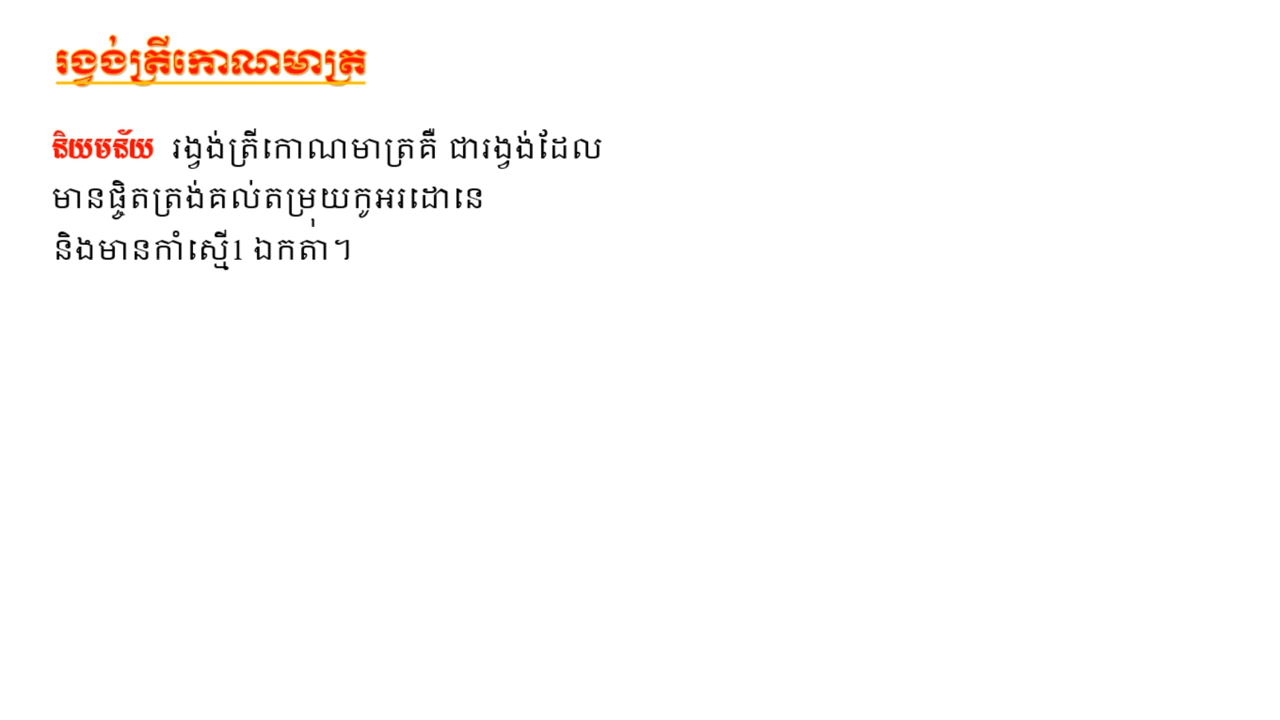 រង្វង់ត្រីកោណមាត្រ
និយមន័យ រង្វង់ត្រីកោណមាត្រគឺ ជារង្វង់ដែល
មានផ្ចិតត្រង់គល់តម្រុយកូអរដោនេ
និងមានកាំស្មើ1 ឯកតា។